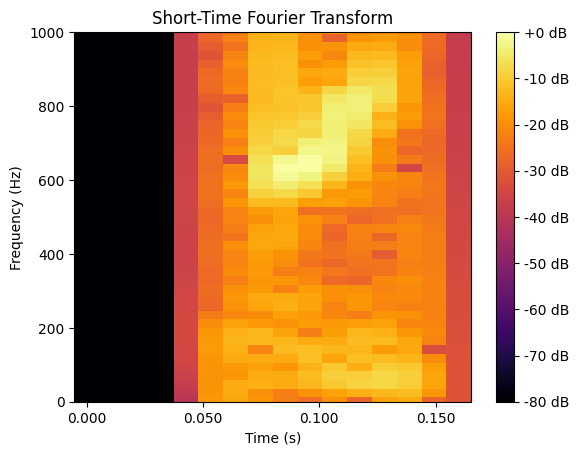 Short-Time Fourier Transform
1000
800
600
400
200
0
Frequency (Hz)
0.000
0.050
0.100
0.150
Time (s)
+0 dB
-10 dB
-20 dB
-30 dB
-40 dB
-50 dB
-60 dB
-70 dB
-80 dB